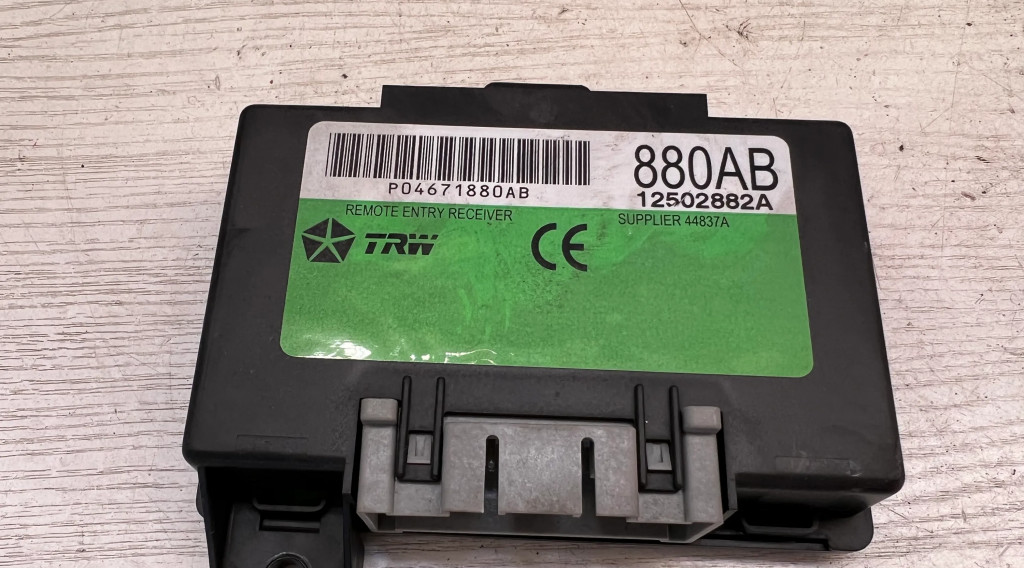 880AB
P04671880AB
12502882A
REMOTE ENTRY RECEIVER
SUPPLIER 44837A
TRW
CE